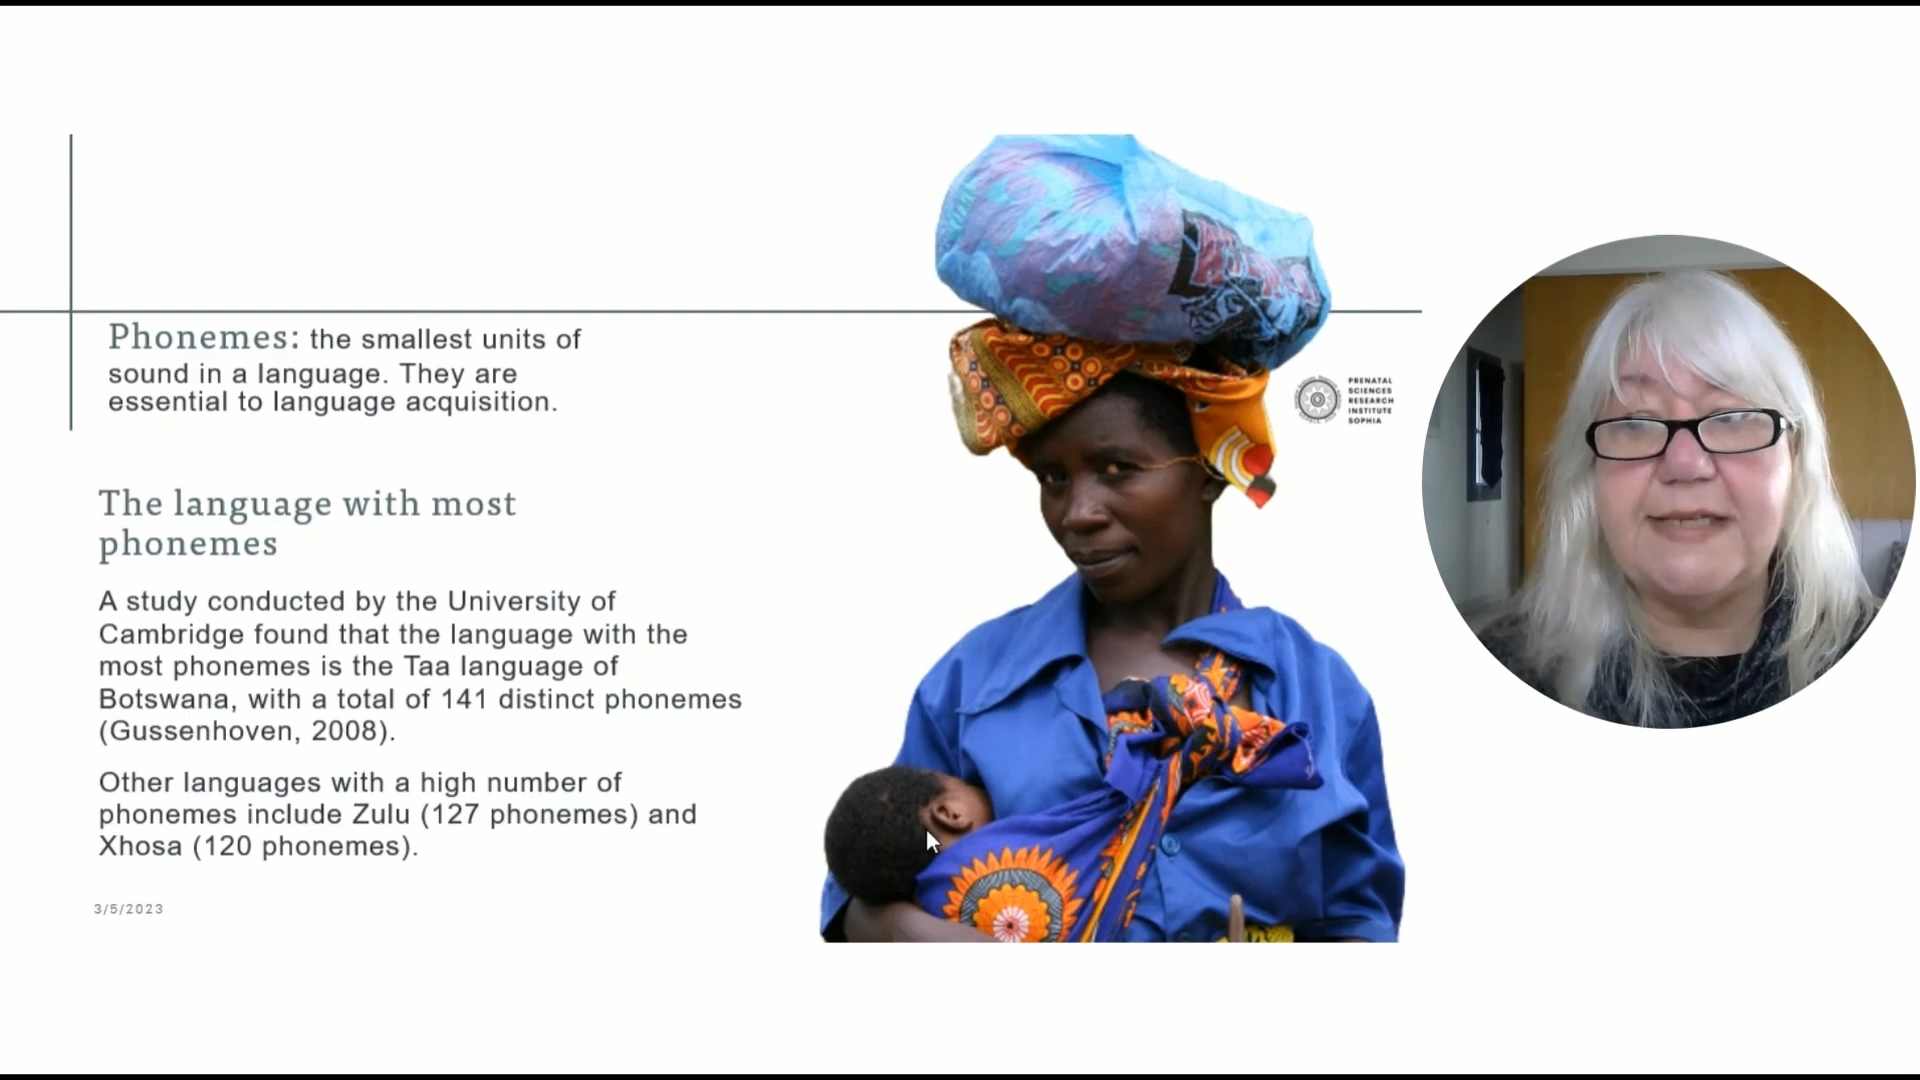 Phonemes: the smallest units of
sound in a language. They are
essential to language acquisition.
The language with most
phonemes
A study conducted by the University of
Cambridge found that the language with the
most phonemes is the Taa language of
Botswana, with a total of 141 distinct phonemes
(Gussenhoven, 2008).
Other languages with a high number of
phonemes include Zulu (127 phonemes) and
Xhosa (120 phonemes).
3/5/2023
PRENATAL
SCIENCES
RESEARCH
INSTITUTE
SOPHIA